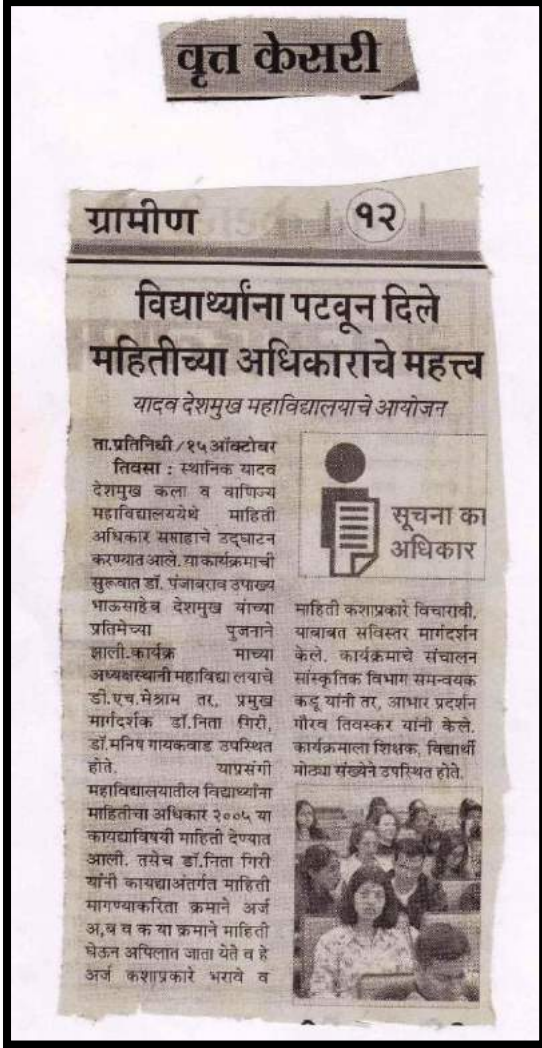 वृत्त केसरी
ग्रामीण
१२
विद्यार्थ्यांना पटवून दिले
महितीच्या अधिकाराचे महत्त्व
यादव देशमुख महाविद्यालयाचे आयोजन
ता.प्रतिनिधी/१५ ऑक्टोबर
तिवसा : स्थानिक यादव
देशमुख कला व वाणिज्य
महाविद्यालययेथे माहिती
अधिकार सप्ताहाचे उद्घाटन
करण्यात आले. या कार्यक्रमाची
सुरूवात डॉ. पंजाबराव उपाख्य
भाऊसाहेब देशमुख यांच्या
प्रतिमेच्या पुजनाने
झाली.कार्यक्र माच्या
अध्यक्षस्थानी महाविद्या लयाचे
डी.एच.मेश्राम तर, प्रमुख
मार्गदर्शक डॉ.निता गिरी,
डॉ.मनिष गायकवाड उपस्थित
होते. याप्रसंगी
महाविद्यालयातील विद्यार्थ्यांना
माहितीचा अधिकार २००५ या
कायद्याविषयी माहिती देण्यात
आली. तसेच डॉ.निता गिरी
यांनी कायद्याअंतर्गत माहिती
मागण्याकरिता क्रमाने अर्ज
अ,ब व क या क्रमाने माहिती
घेऊन अपिलात जाता येते व हे
अर्ज कशाप्रकारे भरावे व
सूचना का
अधिकार
माहिती कशाप्रकारे विचारावी,
याबाबत सविस्तर मार्गदर्शन
केले. कार्यक्रमाचे संचालन
सांस्कृतिक विभाग समन्वयक
कडू यांनी तर, आभार प्रदर्शन
गौरव तिवस्कर यांनी केले.
कार्यक्रमाला शिक्षक, विद्यार्थी
मोठ्या संख्येने उपस्थित होते.